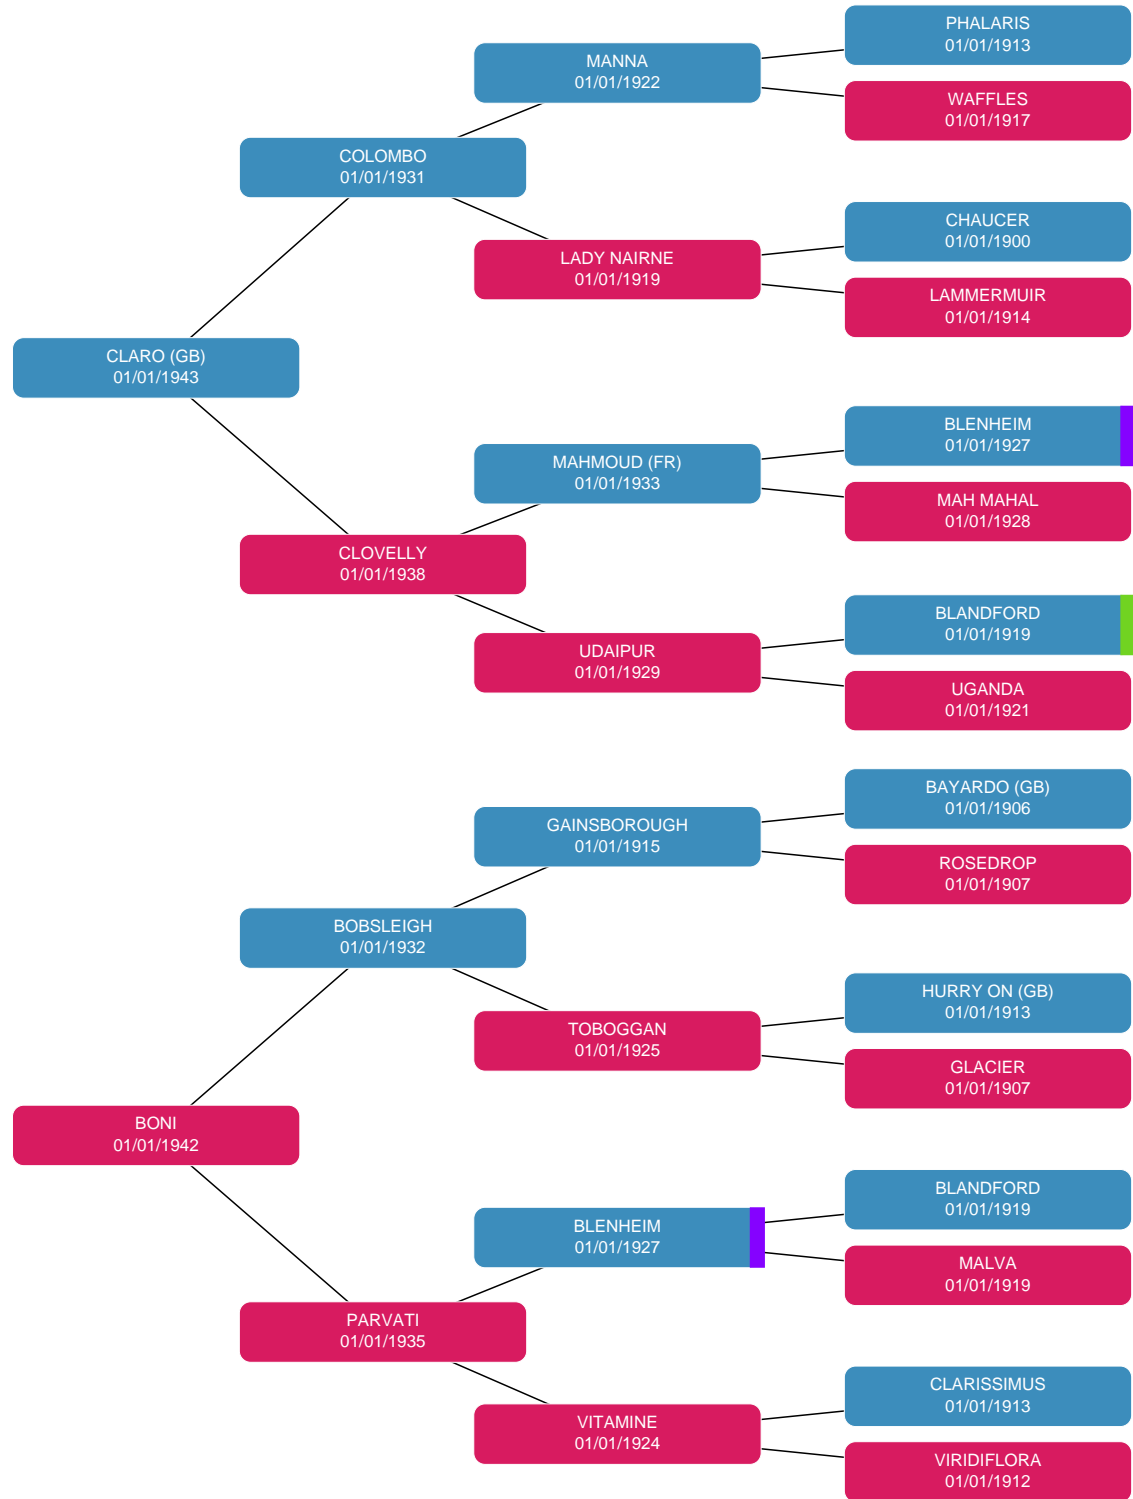 PHALARIS
01/01/1913
MANNA
01/01/1922
WAFFLES
01/01/1917
COLOMBO
01/01/1931
CHAUCER
01/01/1900
LADY NAIRNE
01/01/1919
LAMMERMUIR
01/01/1914
CLARO (GB)
01/01/1943
BLENHEIM
01/01/1927
MAHMOUD (FR)
01/01/1933
MAH MAHAL
01/01/1928
CLOVELLY
01/01/1938
BLANDFORD
01/01/1919
UDAIPUR
01/01/1929
UGANDA
01/01/1921
BAYARDO (GB)
01/01/1906
GAINSBOROUGH
01/01/1915
ROSEDROP
01/01/1907
BOBSLEIGH
01/01/1932
HURRY ON (GB)
01/01/1913
TOBOGGAN
01/01/1925
GLACIER
01/01/1907
BONI
01/01/1942
BLANDFORD
01/01/1919
BLENHEIM
01/01/1927
MALVA
01/01/1919
PARVATI
01/01/1935
CLARISSIMUS
01/01/1913
VITAMINE
01/01/1924
VIRIDIFLORA
01/01/1912